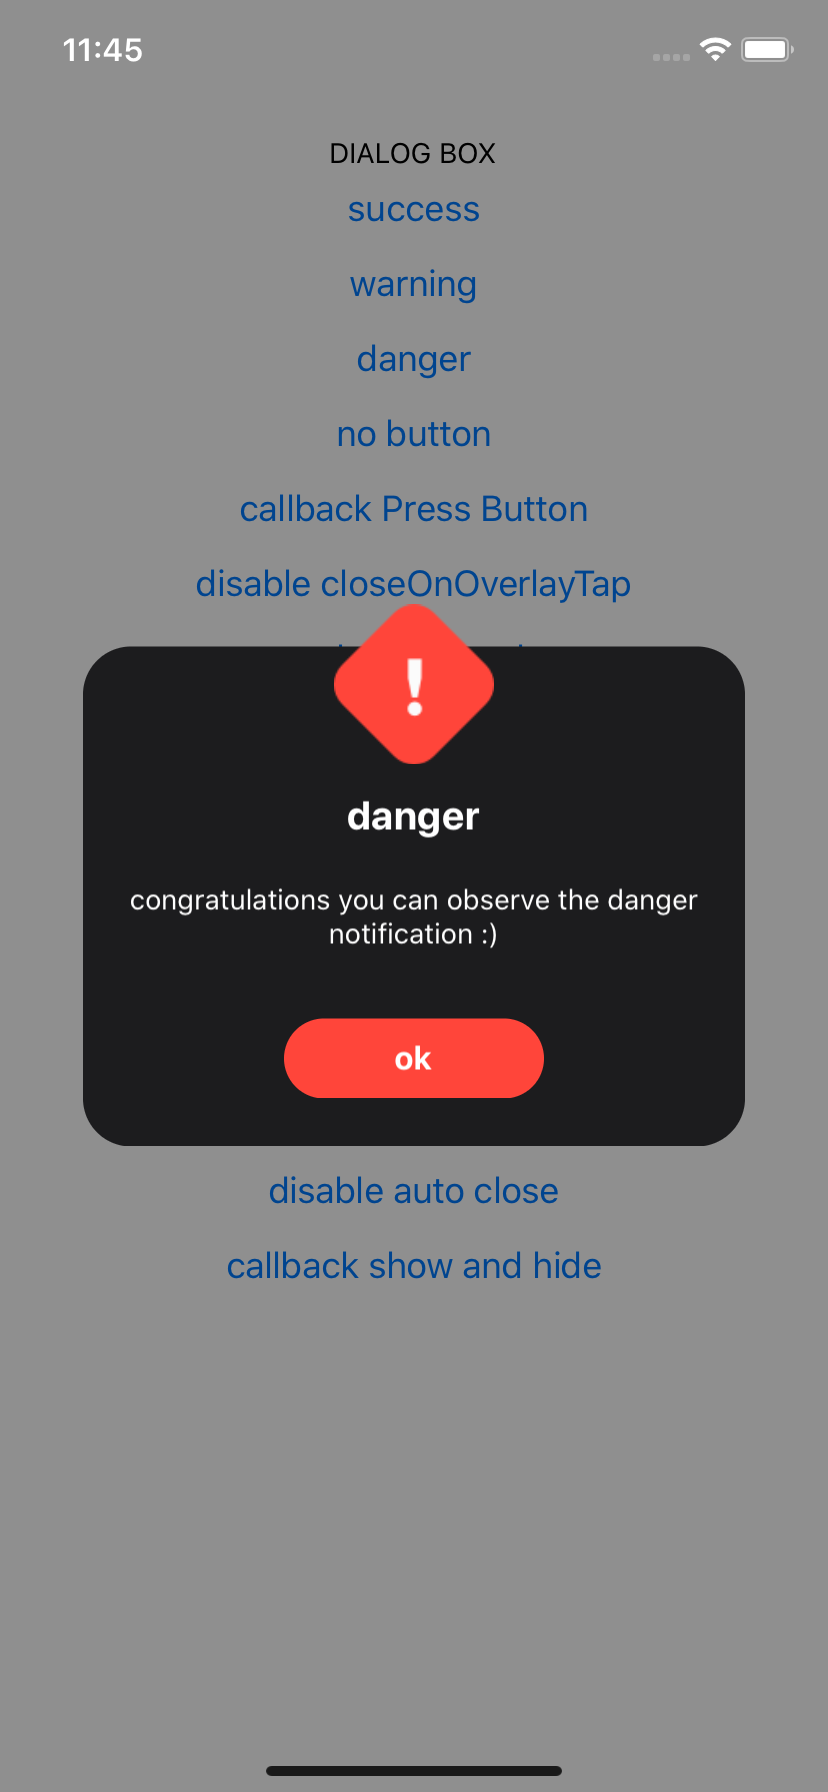 11:45
DIALOG BOX
success
warning
danger
no button
callback Press Button
disable closeOnOverlayTap
!
danger
congratulations you can observe the danger
notification :)
ok
disable auto close
callback show and hide